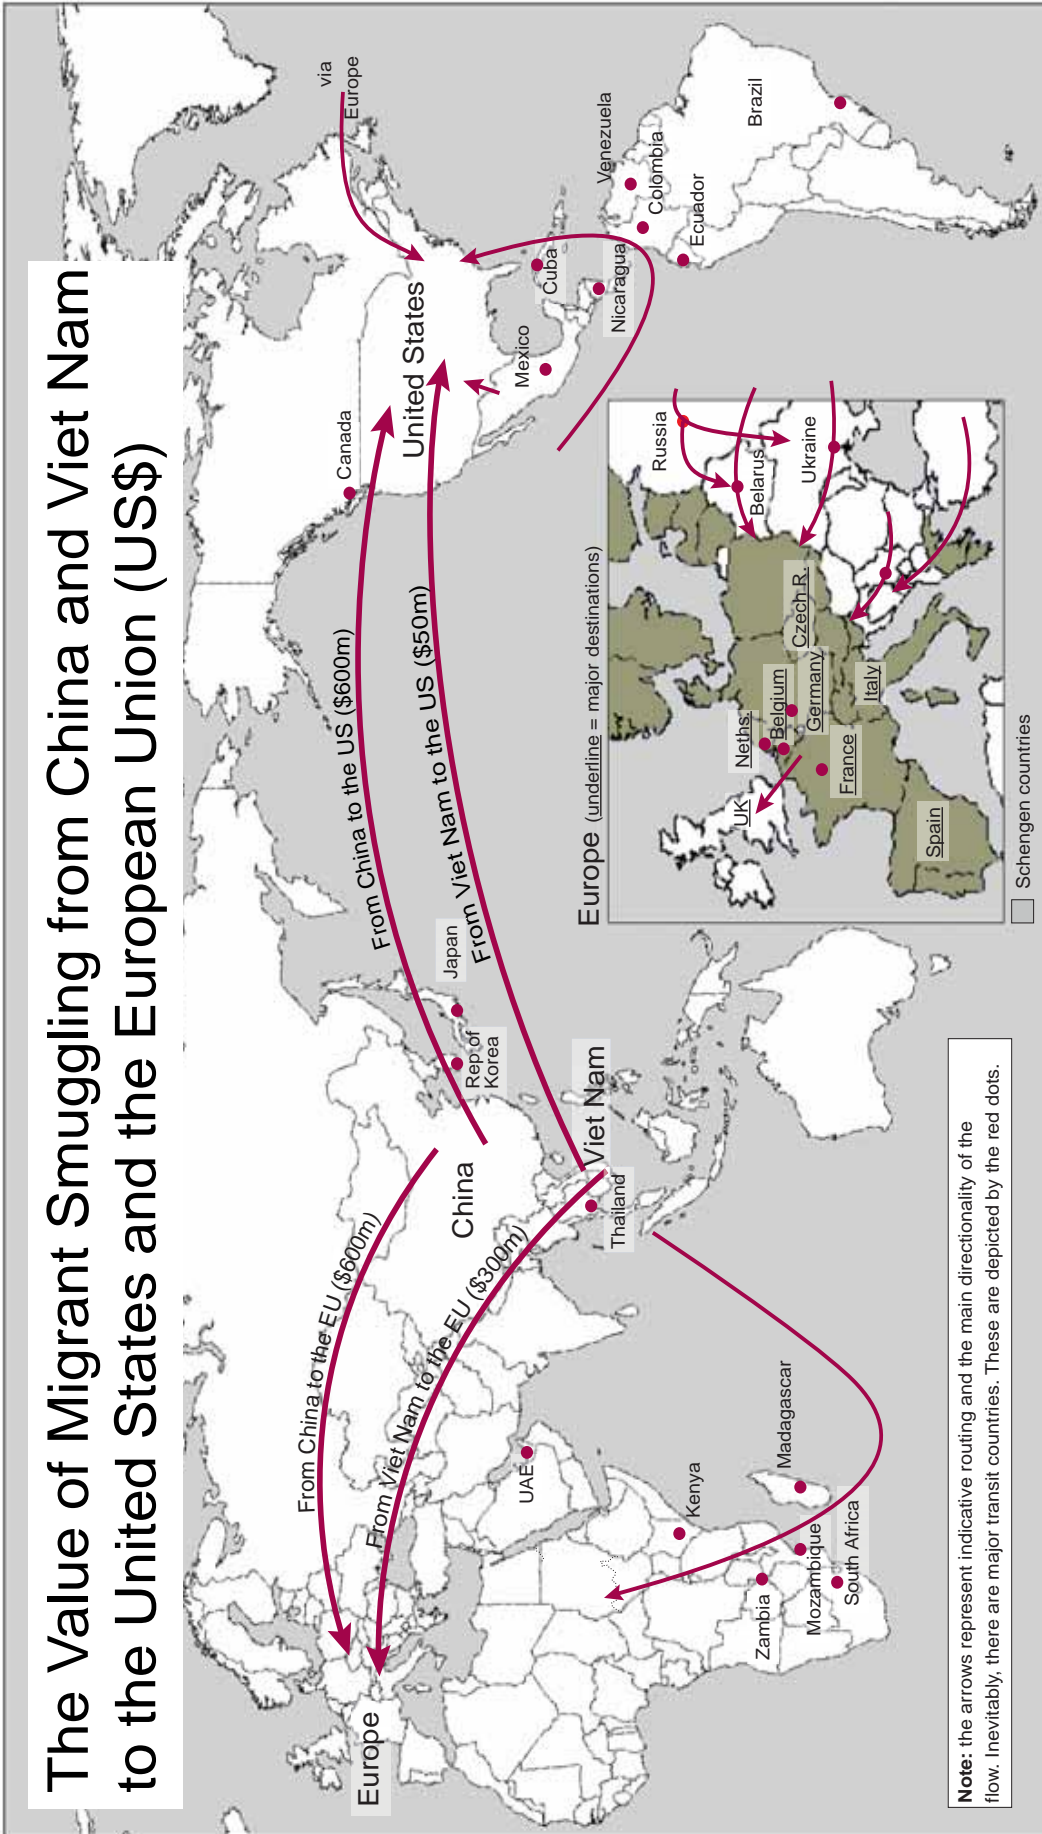 The Value of Migrant Smuggling from China and Viet Nam
to the United States and the European Union (US$)
via
Europe
Canada
United States
Mexico
Cuba
Nicaragua
Venezuela
Colombia
Ecuador
Brazil
From China to the US ($600m)
From Viet Nam to the US ($50m)
Japan
Rep of
Korea
China
Viet Nam
Thailand
From China to the EU ($600m)
From Viet Nam to the EU ($300m)
Europe
UAE
Kenya
Madagascar
Zambia
Mozambique
South Africa
Europe (underline = major destinations)
Russia
Belarus
Ukraine
Czech R.
Neths.
Belgium
Germany
Italy
UK
France
Spain
Schengen countries
Note: the arrows represent indicative routing and the main directionality of the
flow. Inevitably, there are major transit countries. These are depicted by the red dots.